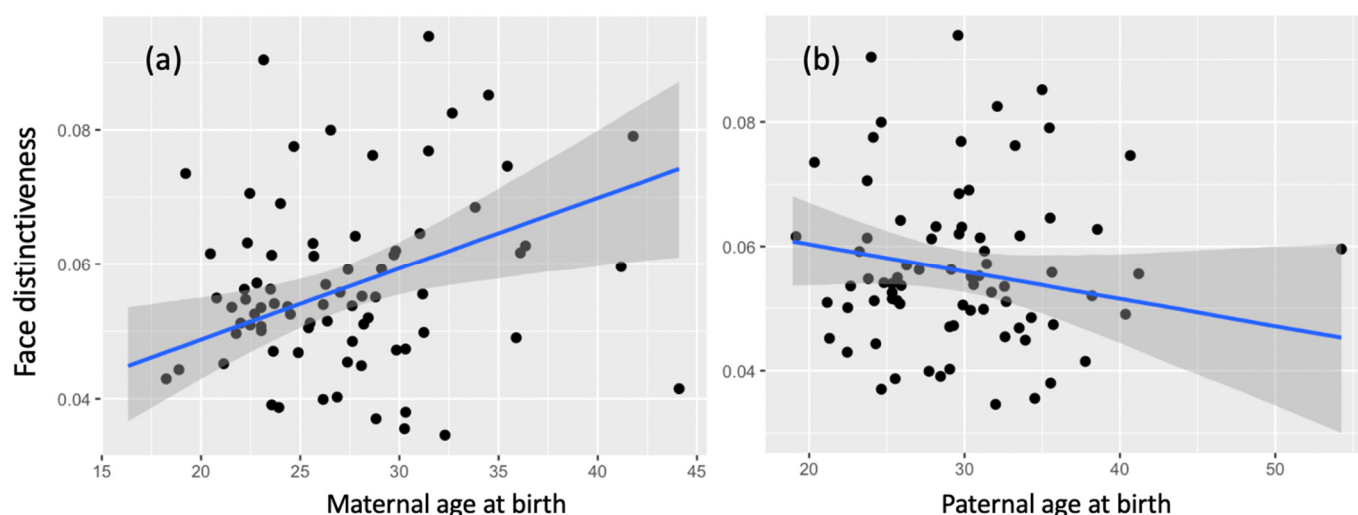 (a)
(b)
Face distinctiveness
0.08
0.06
0.04
15 20 25 30 35 40 45
Maternal age at birth
0.08
0.06
0.04
20 30 40 50
Paternal age at birth